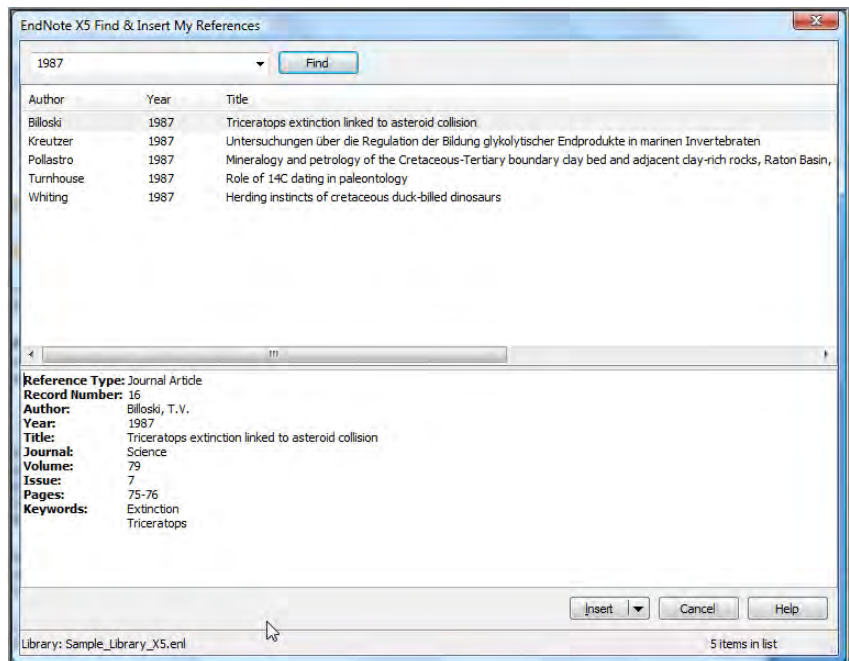 EndNote X5 Find & Insert My References
1987 Find
Author Year Title
Billoski 1987 Triceratops extinction linked to asteroid collision
Kreutzer 1987 Untersuchungen über die Regulation der Bildung glykolytischer Endprodukte in marinen Invertebraten
Pollastro 1987 Mineralogy and petrology of the Cretaceous-Tertiary boundary clay bed and adjacent clay-rich rocks, Raton Basin,
Turnhouse 1987 Role of 14C dating in paleontology
Whiting 1987 Herding instincts of cretaceous duck-billed dinosaurs
Reference Type: Journal Article
Record Number: 16
Author: Billoski, T.V.
Year: 1987
Title: Triceratops extinction linked to asteroid collision
Journal: Science
Volume: 79
Issue: 7
Pages: 75-76
Keywords: Extinction
Triceratops
Insert Cancel Help
Library: Sample_Library_X5.enl 5 items in list